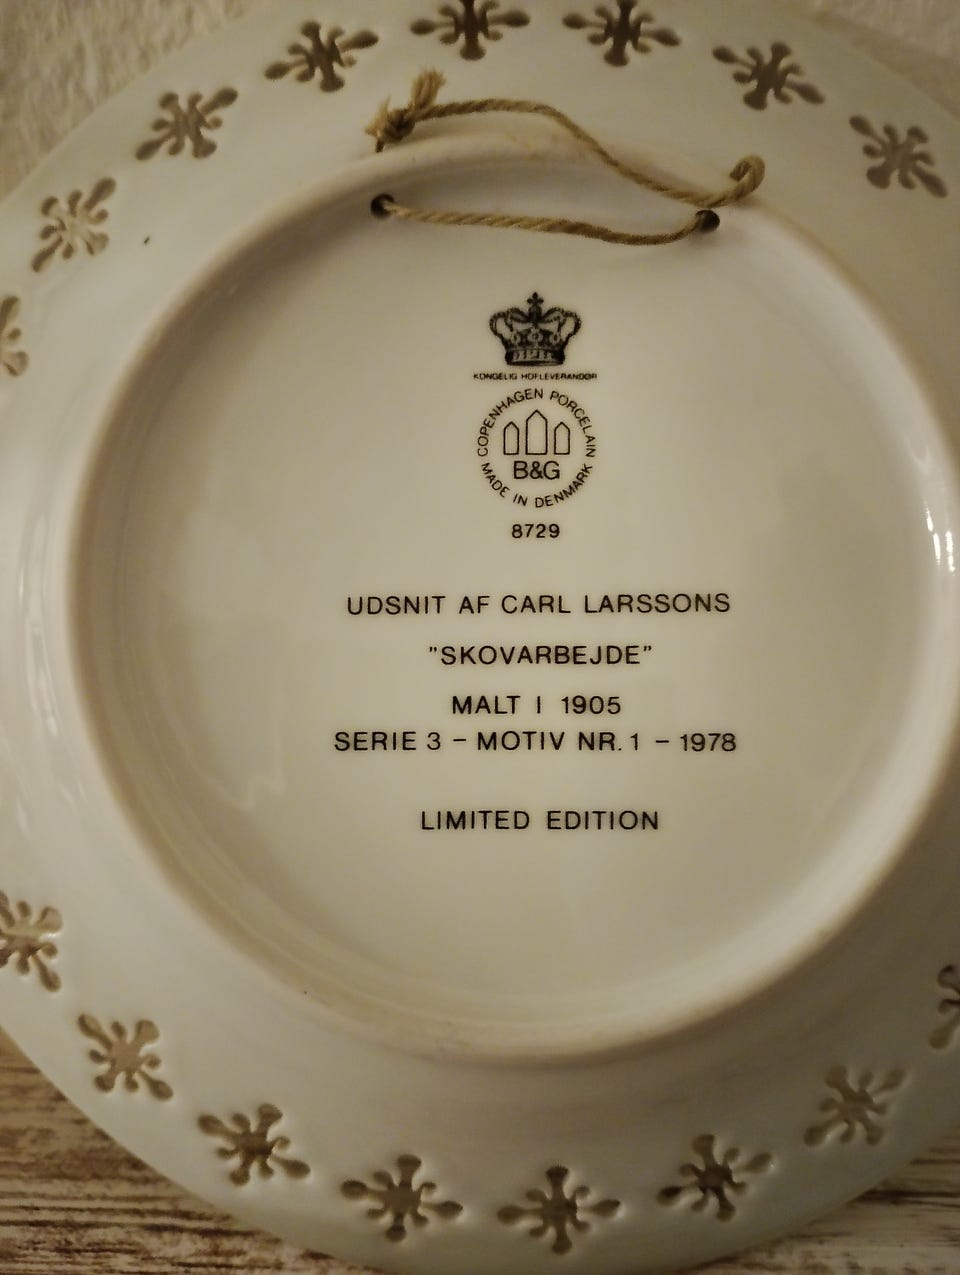 KONGELIG HOFLEVERANDØR
COPENHAGEN PORCELAIN
B&G
MADE IN DENMARK
8729
UDSNIT AF CARL LARSSONS
"SKOVARBEJDE"
MALT I 1905
SERIE 3 – MOTIV NR. 1 – 1978
LIMITED EDITION